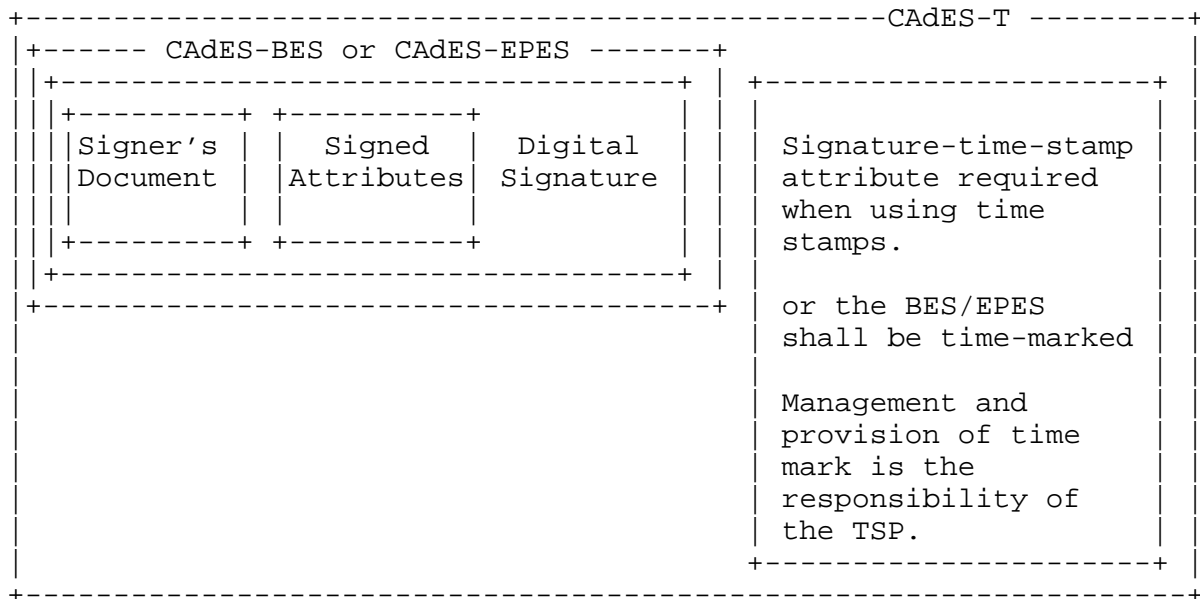 CAdES-T
CAdES-BES or CAdES-EPES
Signer's
Document
Signed
Attributes
Digital
Signature
Signature-time-stamp
attribute required
when using time
stamps.
or the BES/EPES
shall be time-marked
Management and
provision of time
mark is the
responsibility of
the TSP.